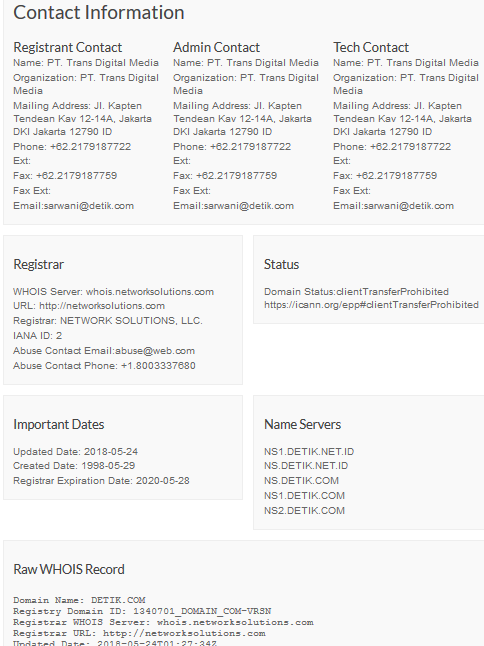 Contact Information
Registrant Contact
Name: PT. Trans Digital Media
Organization: PT. Trans Digital
Media
Mailing Address: Jl. Kapten
Tendean Kav 12-14A, Jakarta
DKI Jakarta 12790 ID
Phone: +62.2179187722
Ext:
Fax: +62.2179187759
Fax Ext:
Email:sarwani@detik.com
Admin Contact
Name: PT. Trans Digital Media
Organization: PT. Trans Digital
Media
Mailing Address: Jl. Kapten
Tendean Kav 12-14A, Jakarta
DKI Jakarta 12790 ID
Phone: +62.2179187722
Ext:
Fax: +62.2179187759
Fax Ext:
Email:sarwani@detik.com
Tech Contact
Name: PT. Trans Digital Media
Organization: PT. Trans Digital
Media
Mailing Address: Jl. Kapten
Tendean Kav 12-14A, Jakarta
DKI Jakarta 12790 ID
Phone: +62.2179187722
Ext:
Fax: +62.2179187759
Fax Ext:
Email:sarwani@detik.com
Registrar
WHOIS Server: whois.networksolutions.com
URL: http://networksolutions.com
Registrar: NETWORK SOLUTIONS, LLC.
IANA ID: 2
Abuse Contact Email:abuse@web.com
Abuse Contact Phone: +1.8003337680
Status
Domain Status:clientTransferProhibited
https://icann.org/epp#clientTransferProhibited
Important Dates
Updated Date: 2018-05-24
Created Date: 1998-05-29
Registrar Expiration Date: 2020-05-28
Name Servers
NS1.DETIK.NET.ID
NS.DETIK.NET.ID
NS.DETIK.COM
NS1.DETIK.COM
NS2.DETIK.COM
Raw WHOIS Record
Domain Name: DETIK.COM
Registry Domain ID: 1340701_DOMAIN_COM-VRSN
Registrar WHOIS Server: whois.networksolutions.com
Registrar URL: http://networksolutions.com
Updated Date: 2018-05-24T01:27:34Z